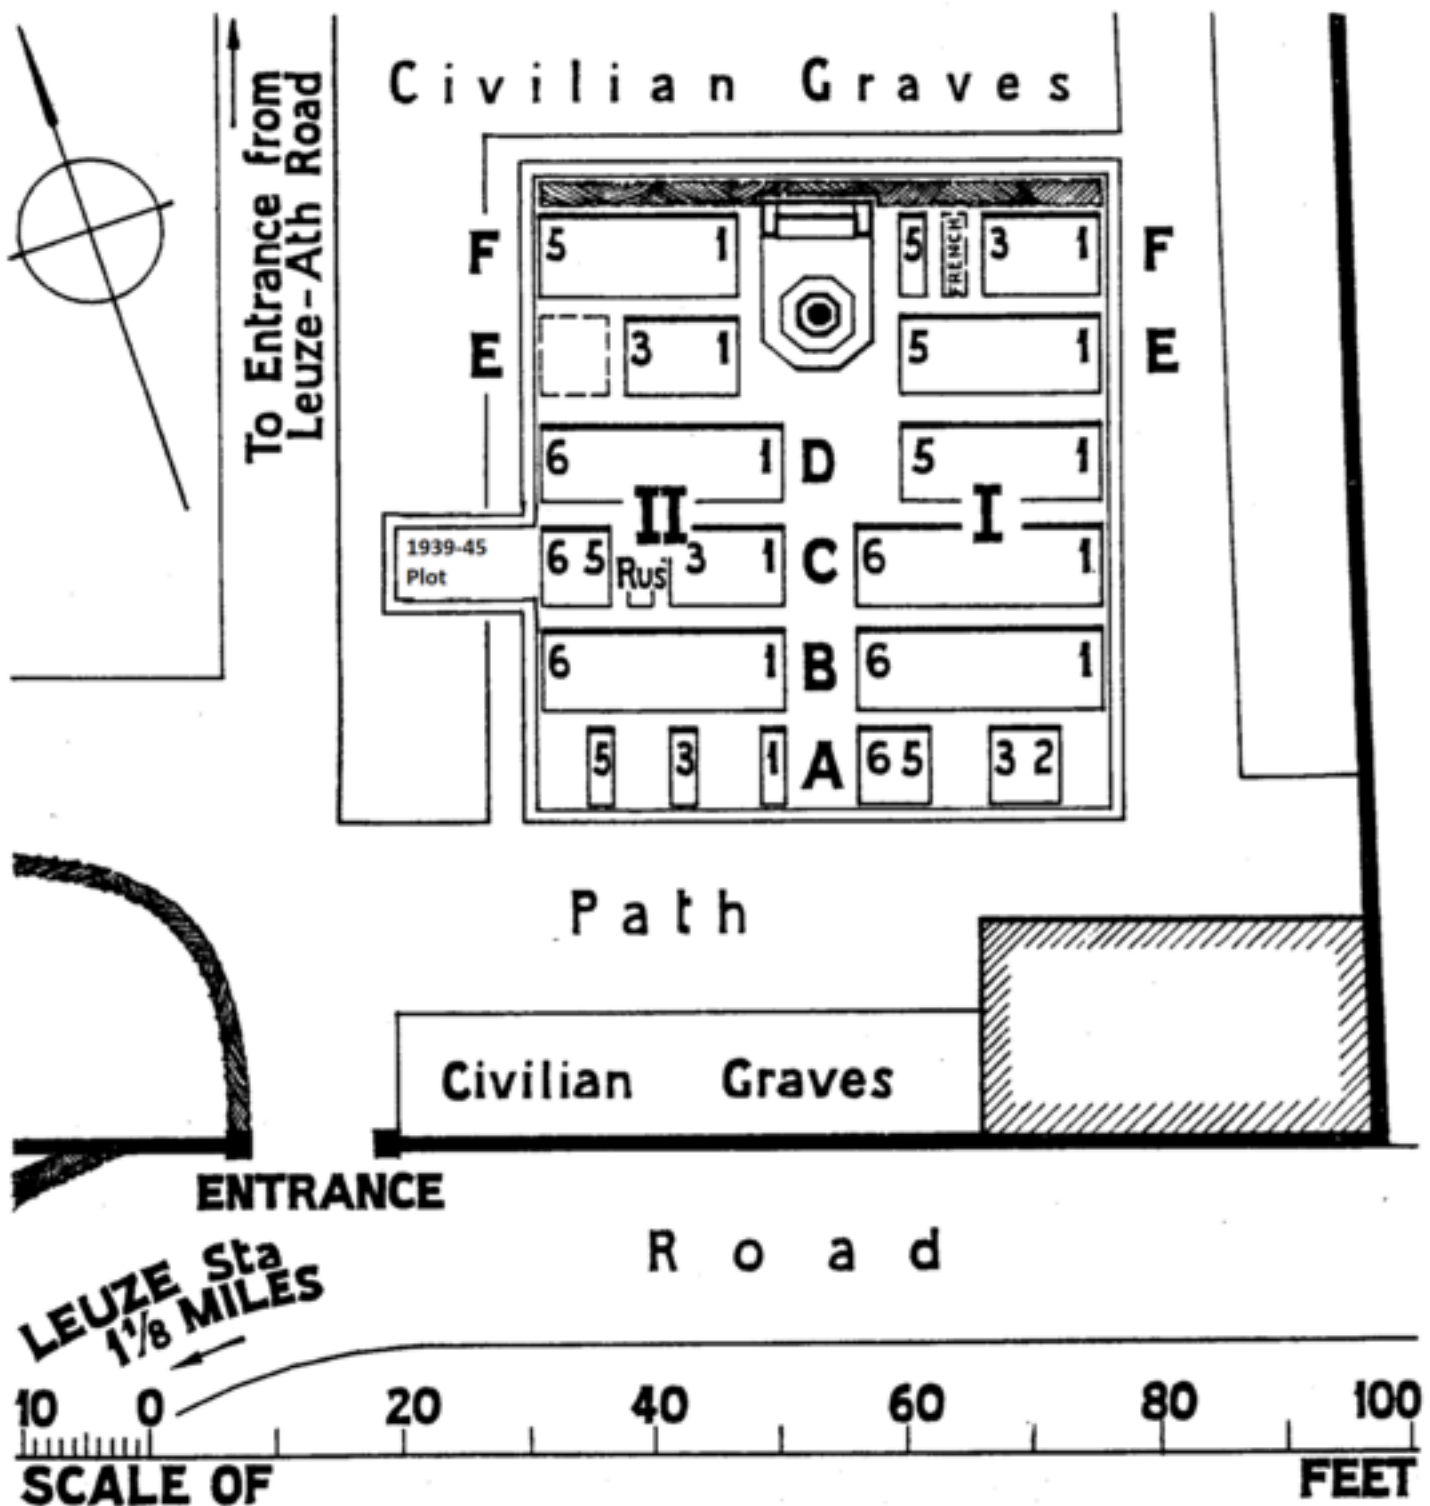 Civilian Graves
To Entrance from
Leuze-Ath Road
F 5 1 5 FRENCH 3 1 F
E 3 1 5 1 E
6 1 D 5 1
II I
1939-45
Plot
6 5 Rus 3 1 C 6 1
6 1 B 6 1
5 3 1 A 6 5 3 2
Path
Civilian Graves
ENTRANCE
Road
LEUZE Sta
1 1/8 MILES
10 0 20 40 60 80 100
SCALE OF FEET